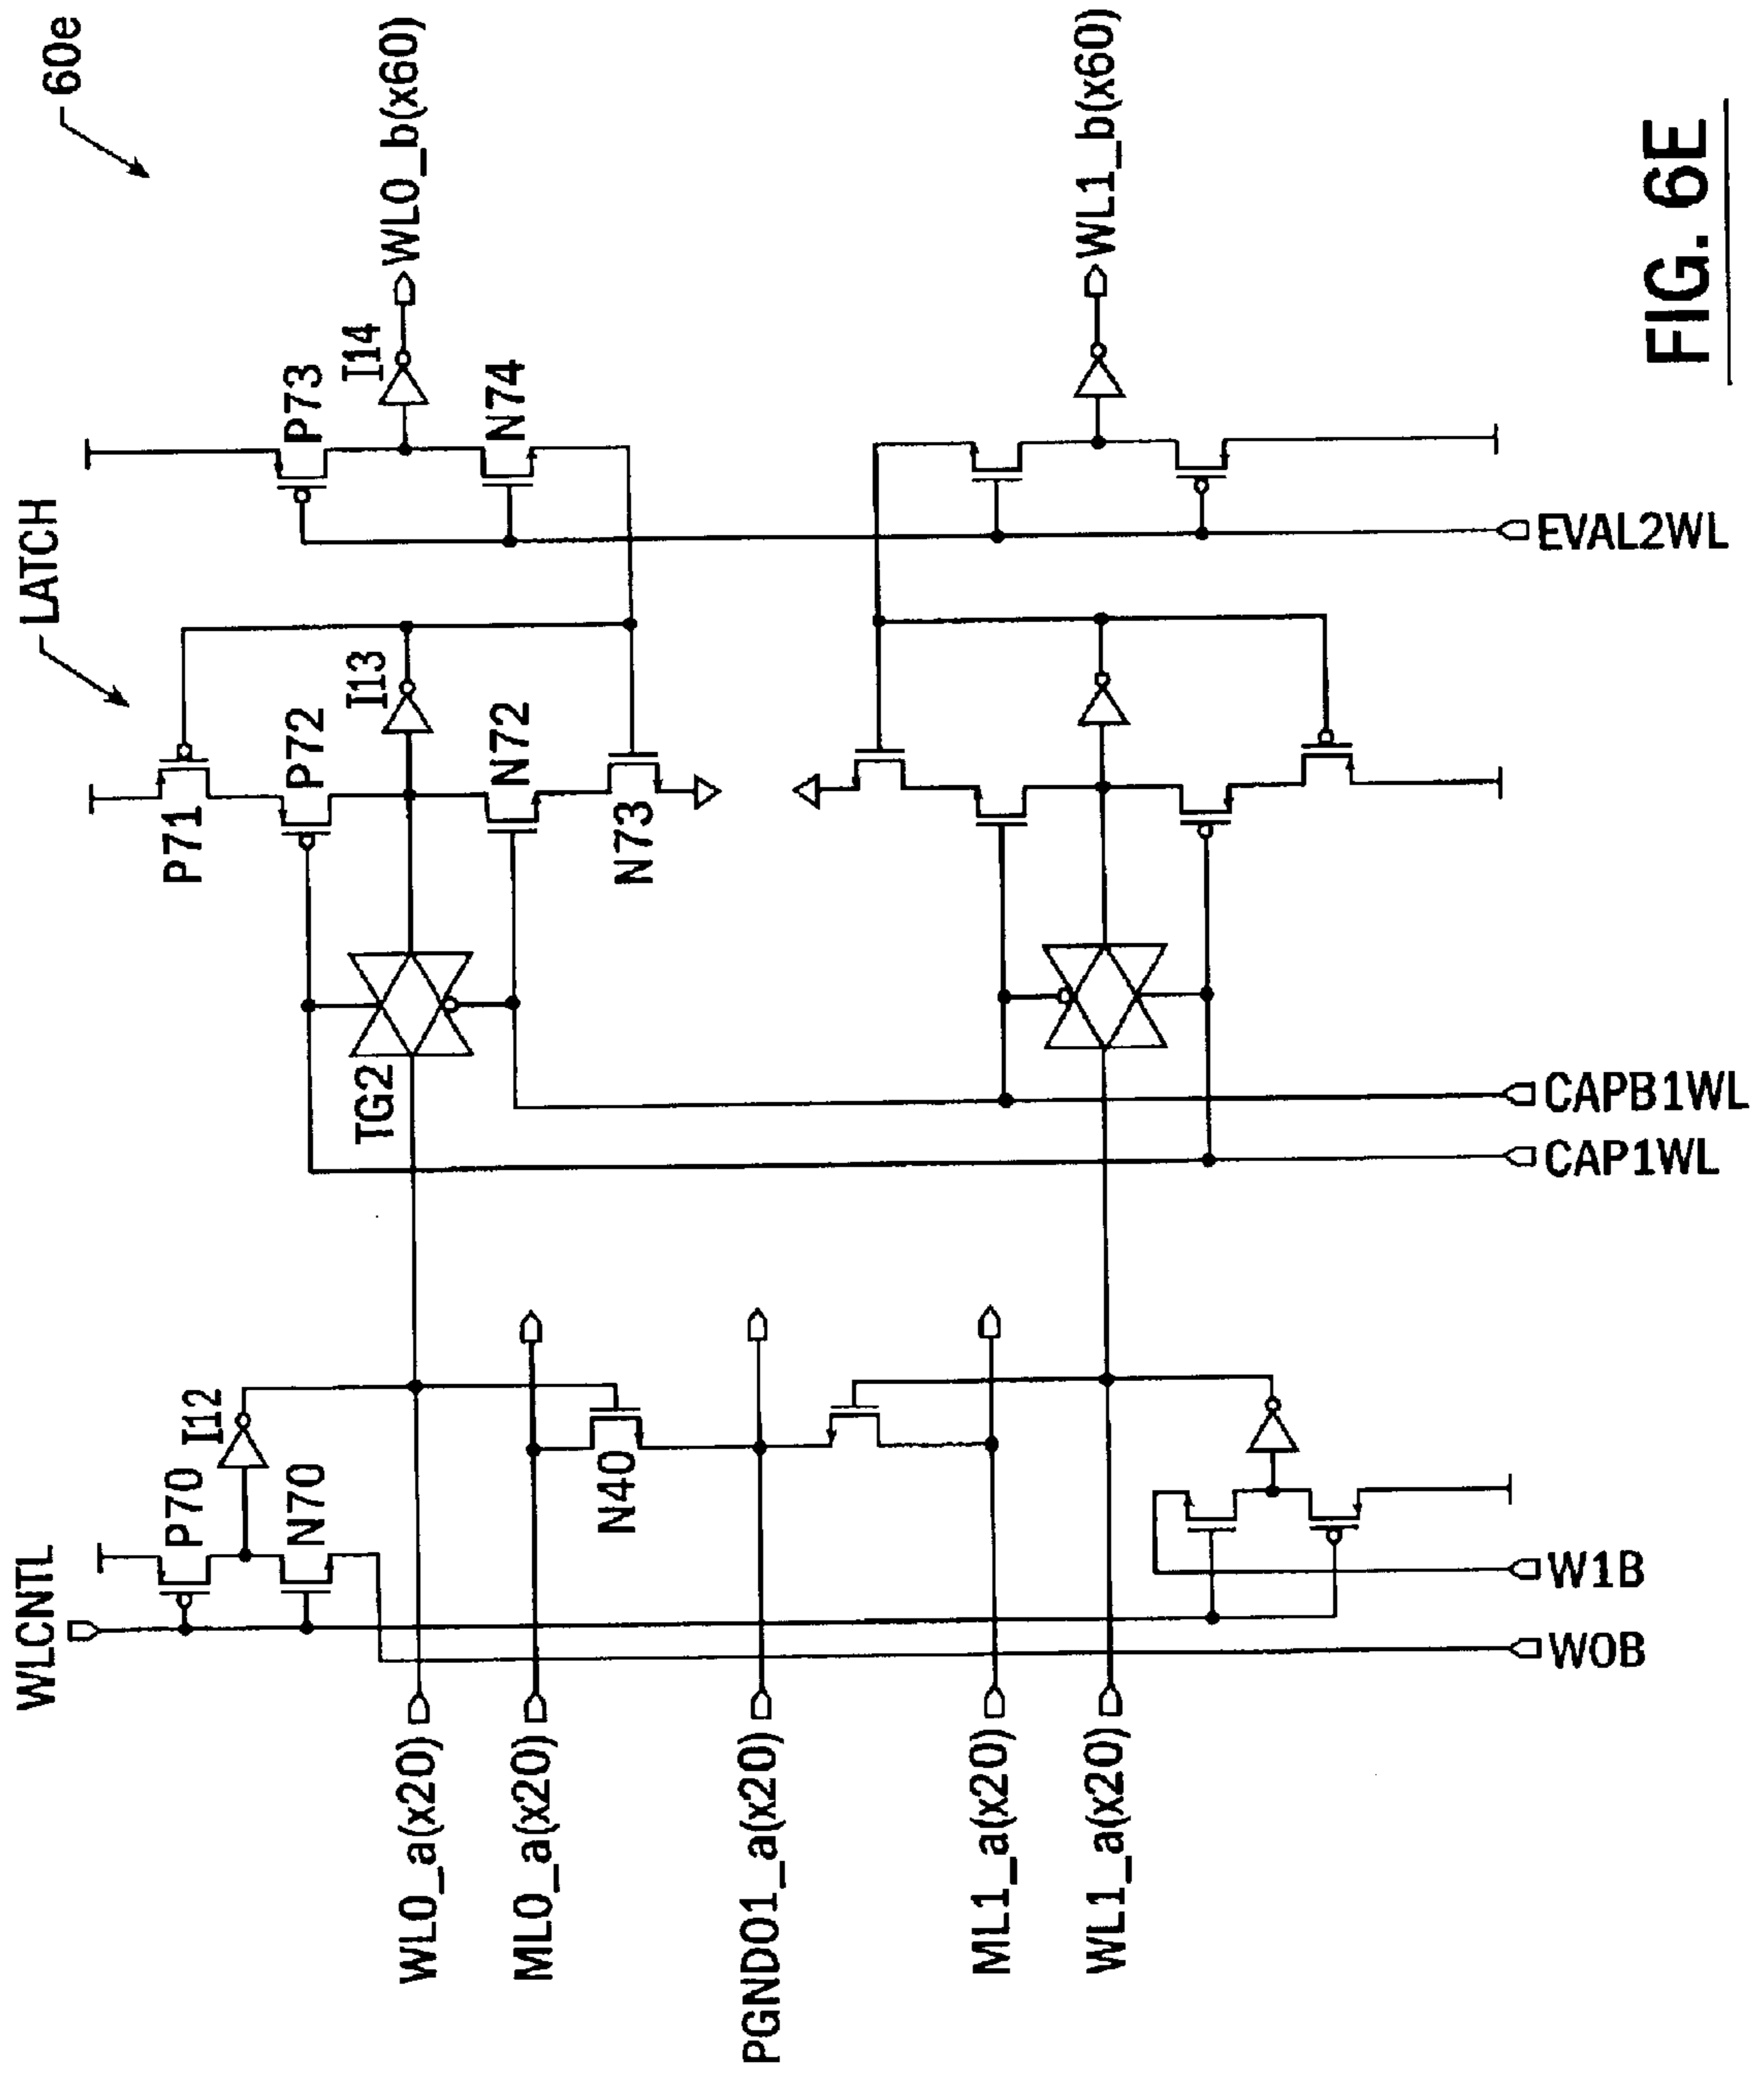 60e
LATCH
WLCNTL
P70
I12
N70
P71
P72
I13
P73
I14
WL0_b(x60)
TG2
N72
N74
N73
N40
WL0_a(x20)
ML0_a(x20)
PGND01_a(x20)
ML1_a(x20)
WL1_a(x20)
WL1_b(x60)
W0B
W1B
CAP1WL
CAPB1WL
EVAL2WL
FIG. 6E